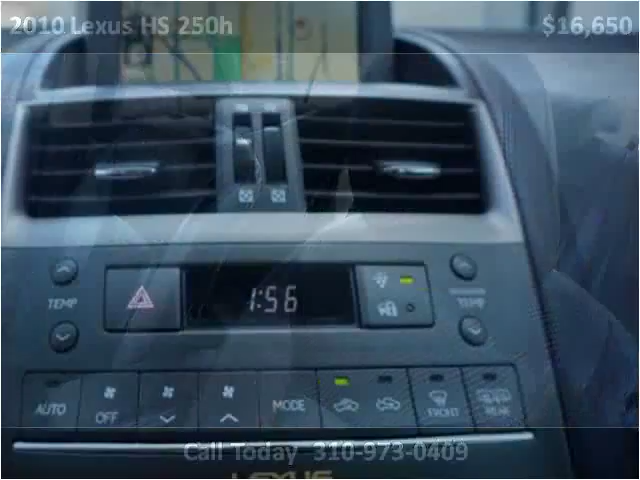 2010 Lexus HS 250h $16,650
1:56
TEMP TEMP
AUTO OFF MODE FRONT REAR
Call Today 310-973-0409
LEXUS